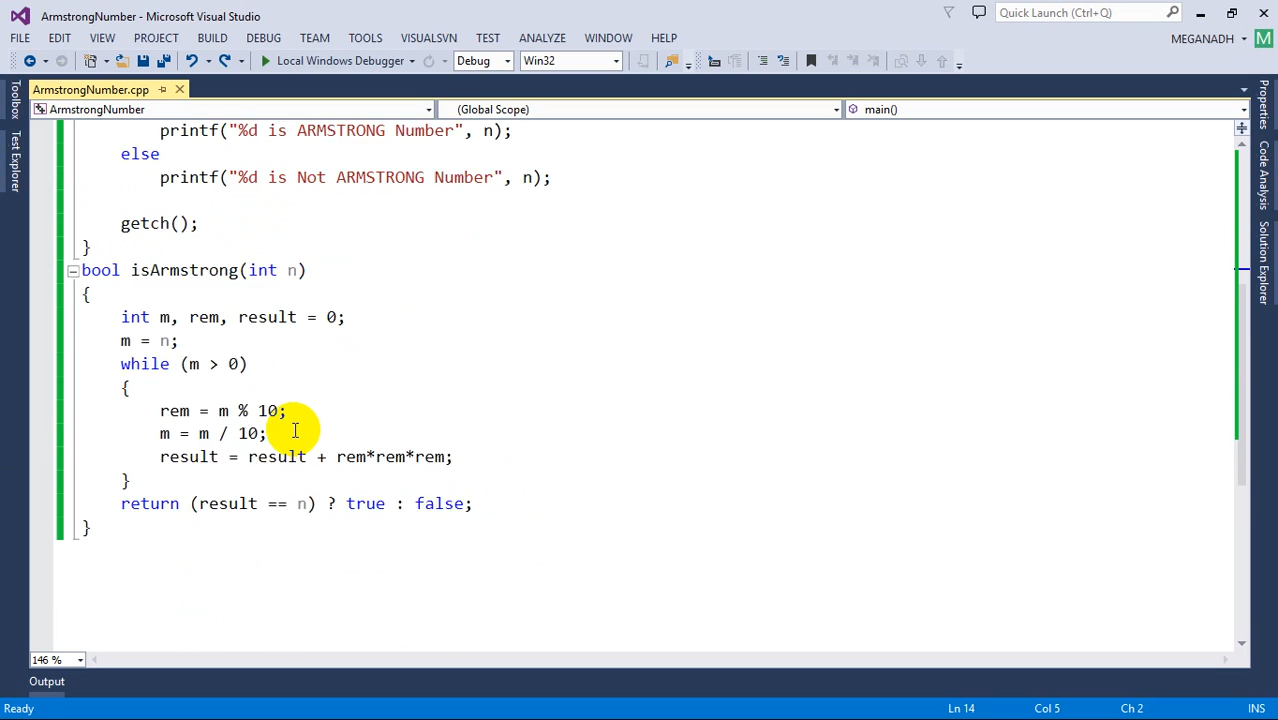 ArmstrongNumber - Microsoft Visual Studio
Quick Launch (Ctrl+Q)
FILE EDIT VIEW PROJECT BUILD DEBUG TEAM TOOLS VISUALSVN TEST ANALYZE WINDOW HELP
MEGANADH M
Local Windows Debugger Debug Win32
ArmstrongNumber.cpp
ArmstrongNumber (Global Scope) main()
Toolbox
Test Explorer
Properties
Code Analysis
Solution Explorer
printf("%d is ARMSTRONG Number", n);
else
printf("%d is Not ARMSTRONG Number", n);
getch();
}
bool isArmstrong(int n)
{
int m, rem, result = 0;
m = n;
while (m > 0)
{
rem = m % 10;
m = m / 10;
result = result + rem*rem*rem;
}
return (result == n) ? true : false;
}
146 %
Output
Ready Ln 14 Col 5 Ch 2 INS